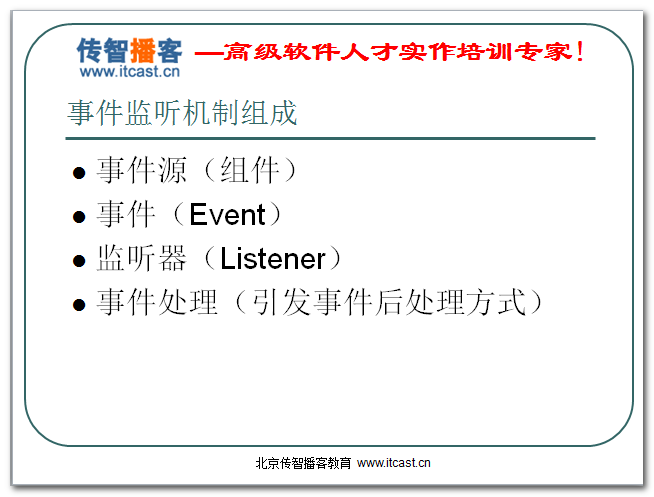 传智播客 —高级软件人才实作培训专家!
www.itcast.cn
事件监听机制组成
● 事件源（组件）
● 事件（Event）
● 监听器（Listener）
● 事件处理（引发事件后处理方式）
北京传智播客教育 www.itcast.cn